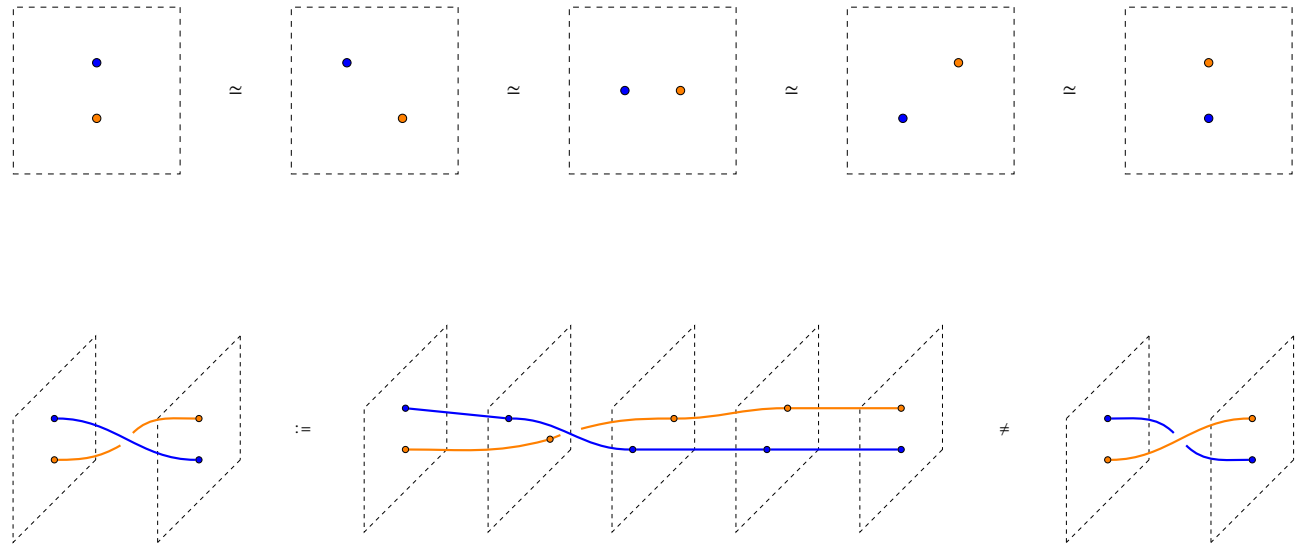 ≃ ≃ ≃ ≃
:= ≠